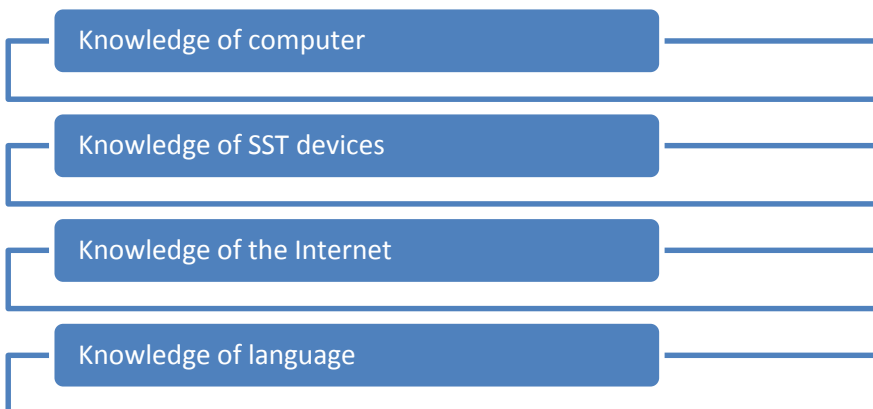 Knowledge of computer
Knowledge of SST devices
Knowledge of the Internet
Knowledge of language